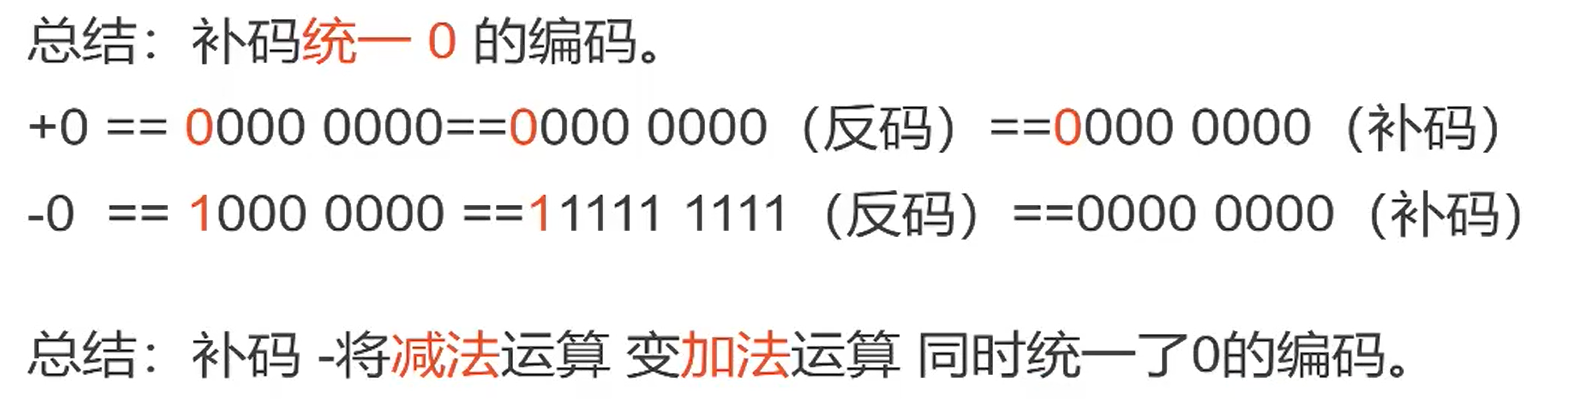 总结：补码统一 0 的编码。
+0 == 0000 0000==0000 0000（反码）==0000 0000（补码）
-0 == 1000 0000 ==11111 1111（反码）==0000 0000（补码）
总结：补码 -将减法运算 变加法运算 同时统一了0的编码。